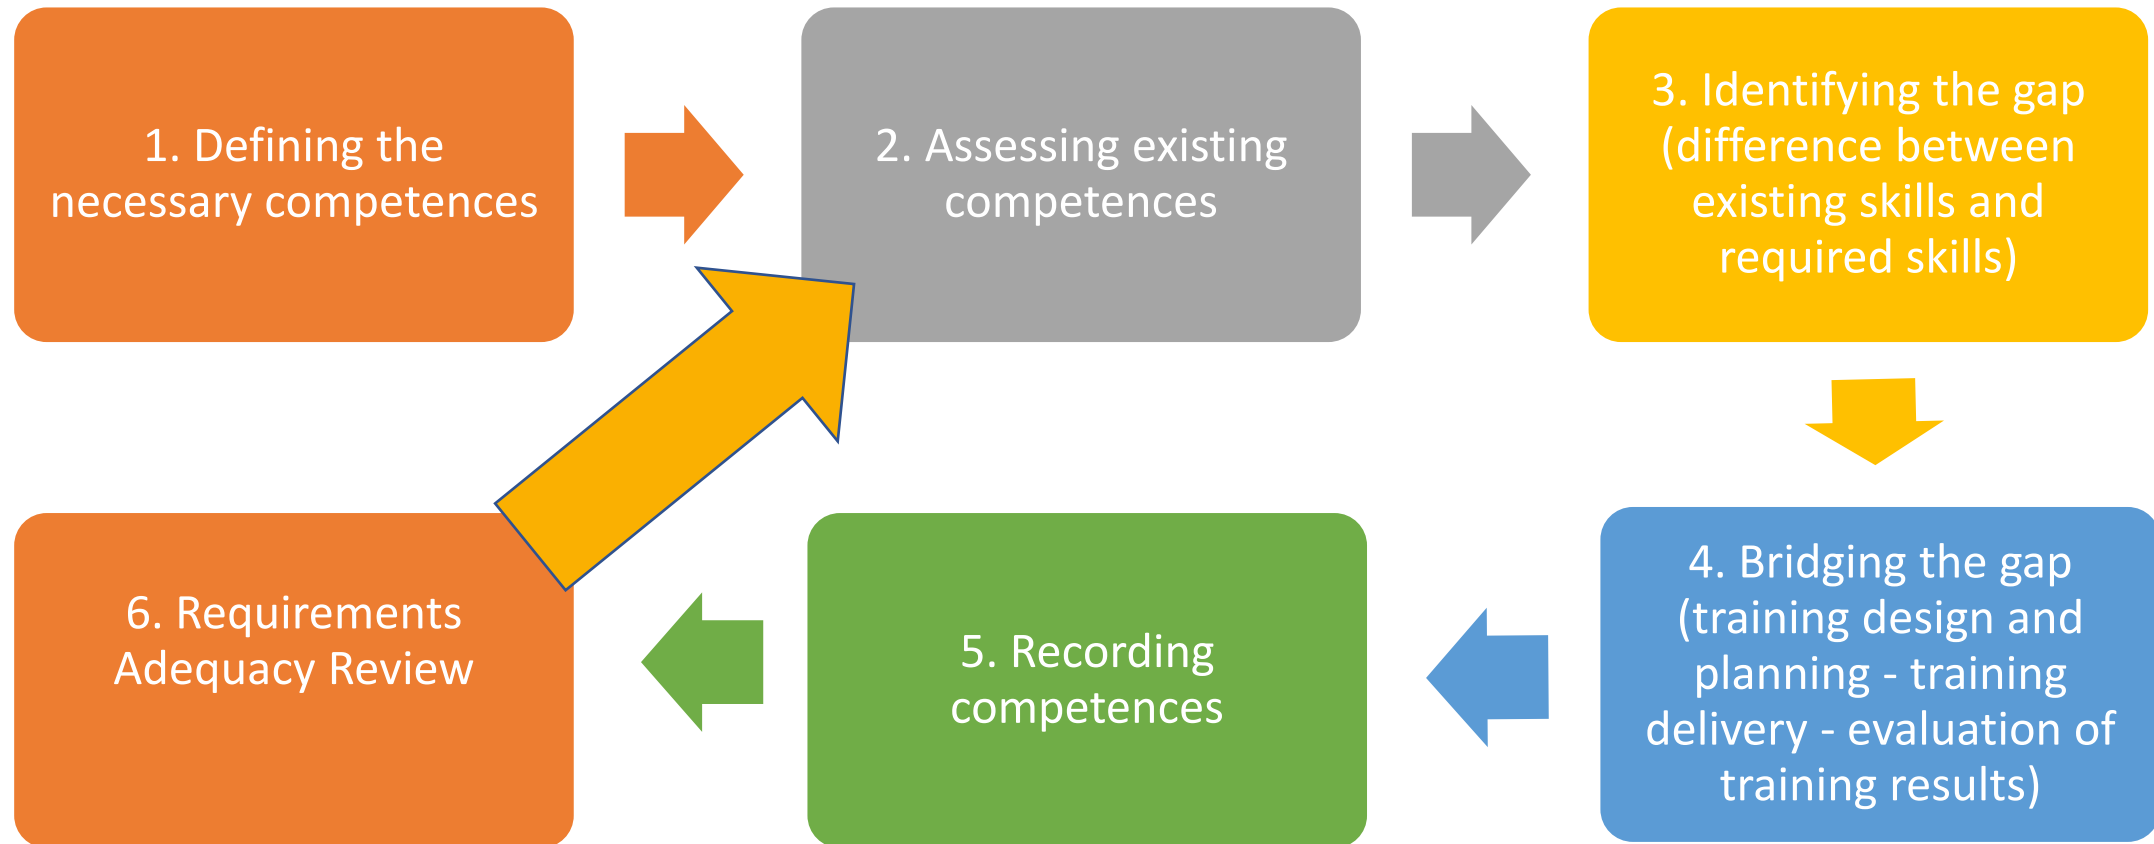 1. Defining the
necessary competences
2. Assessing existing
competences
3. Identifying the gap
(difference between
existing skills and
required skills)
4. Bridging the gap
(training design and
planning - training
delivery - evaluation of
training results)
5. Recording
competences
6. Requirements
Adequacy Review